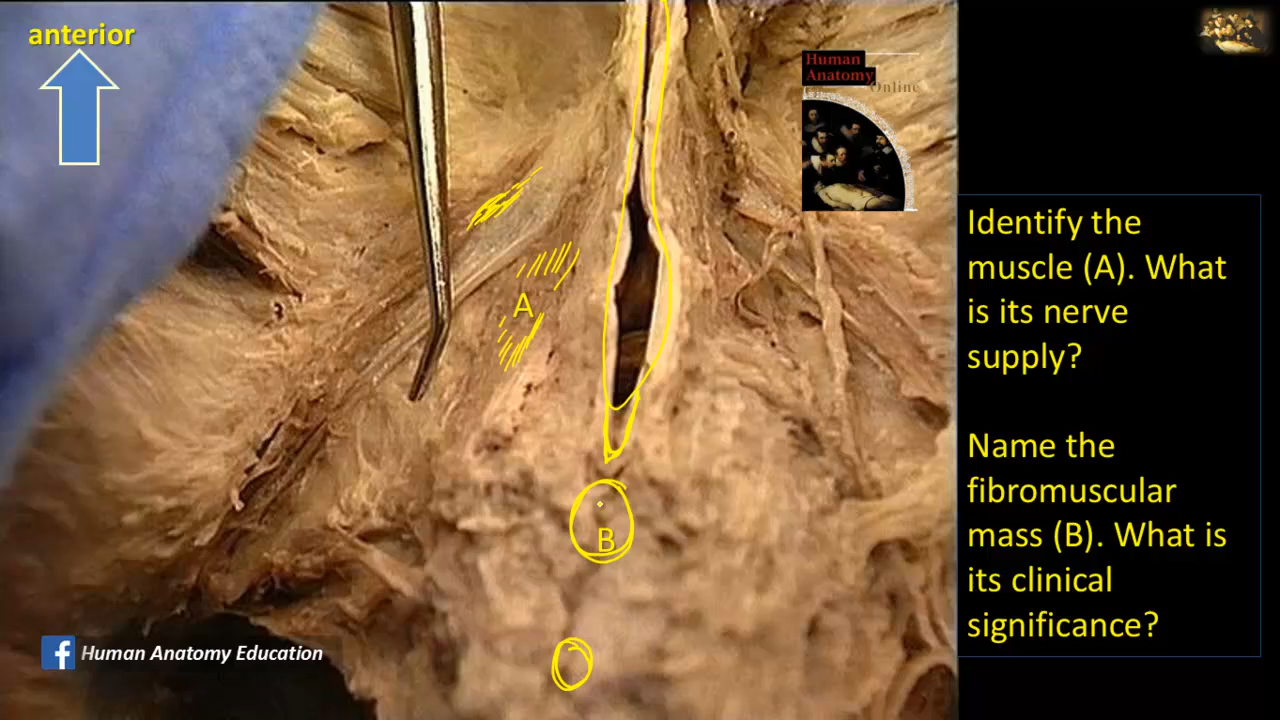 anterior
Human
Anatomy
Online
A
B
Identify the
muscle (A). What
is its nerve
supply?
Name the
fibromuscular
mass (B). What is
its clinical
significance?
f Human Anatomy Education